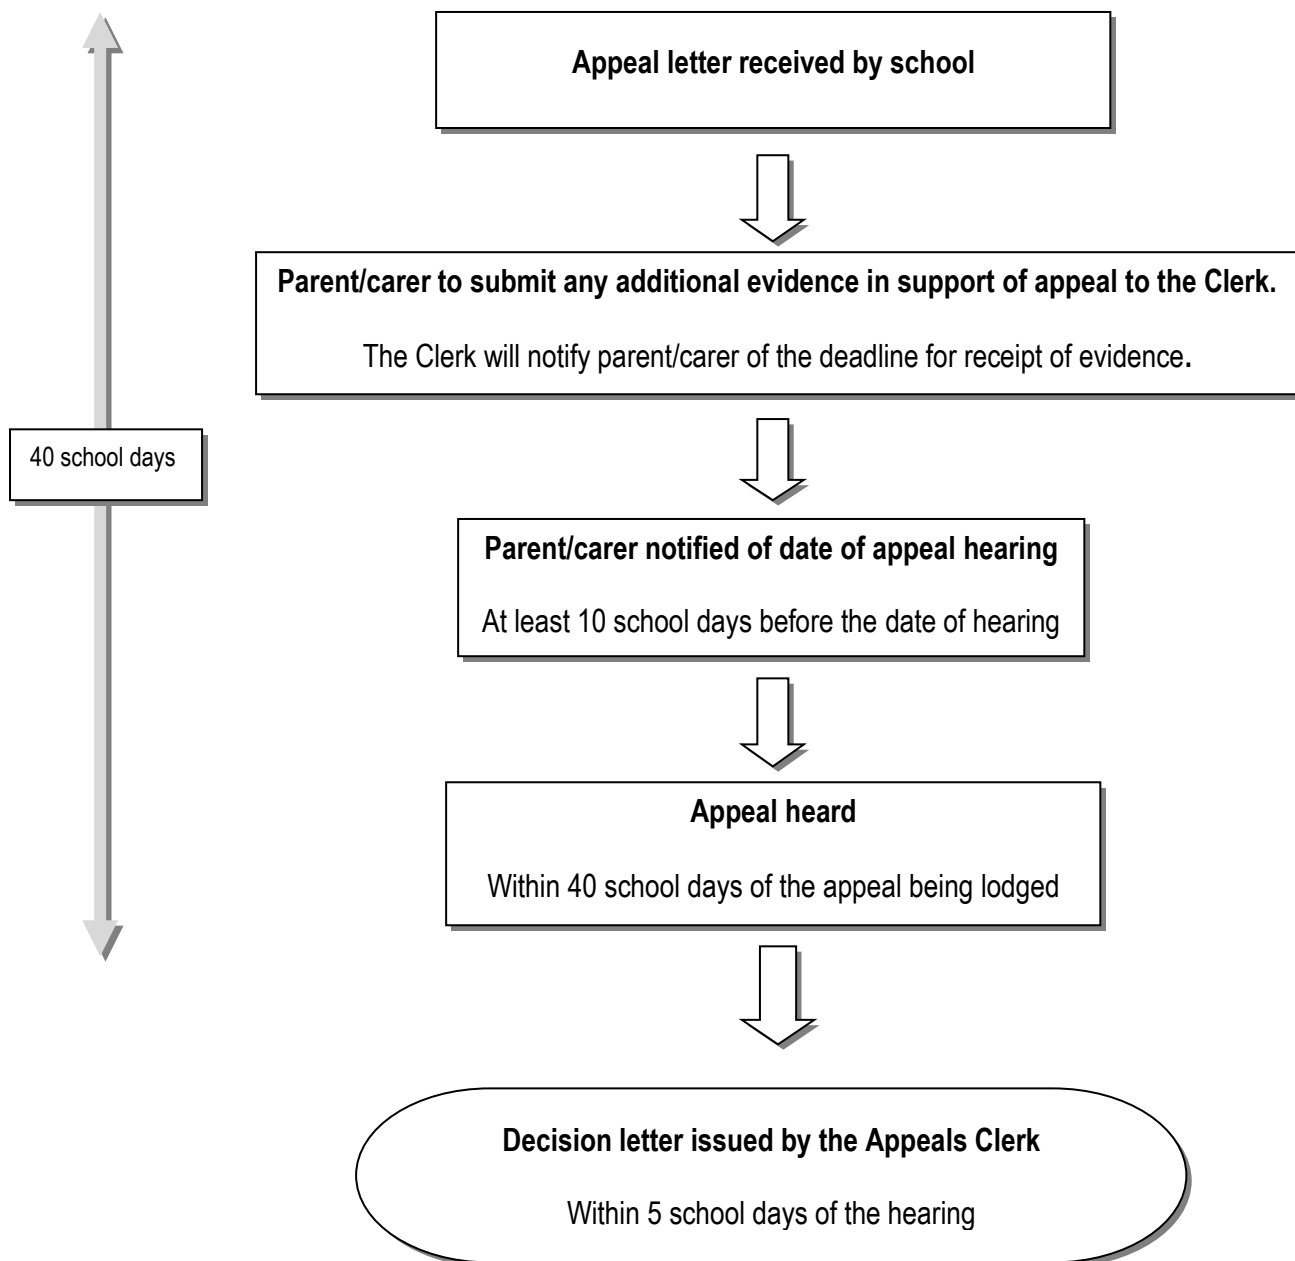 Appeal letter received by school
Parent/carer to submit any additional evidence in support of appeal to the Clerk.
The Clerk will notify parent/carer of the deadline for receipt of evidence.
40 school days
Parent/carer notified of date of appeal hearing
At least 10 school days before the date of hearing
Appeal heard
Within 40 school days of the appeal being lodged
Decision letter issued by the Appeals Clerk
Within 5 school days of the hearing